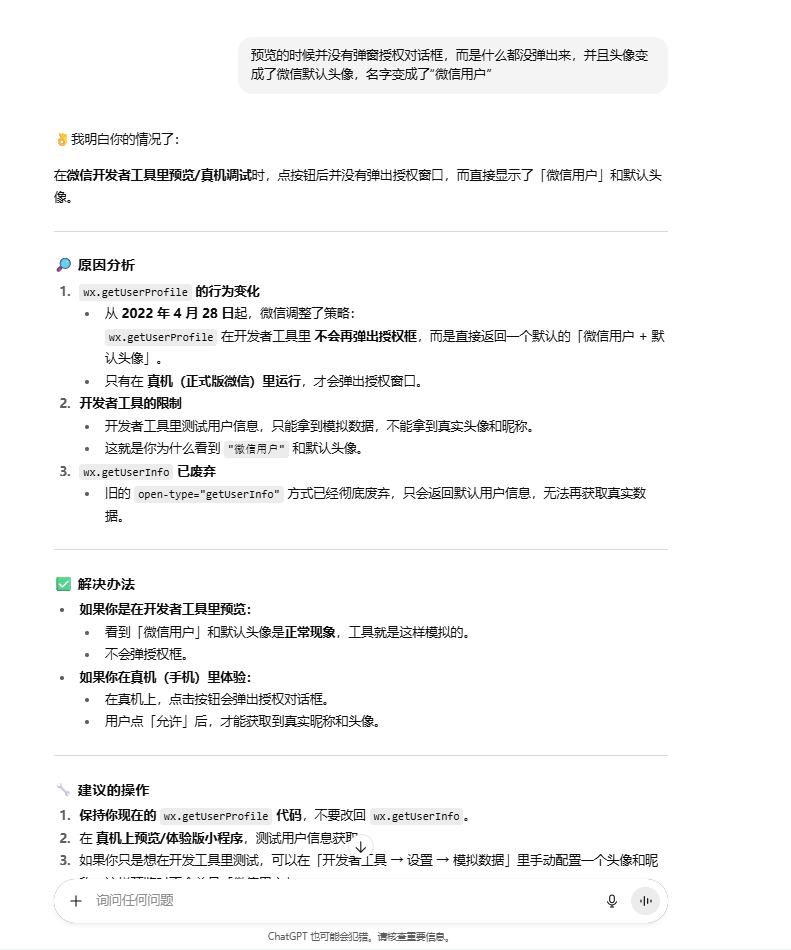 预览的时候并没有弹窗授权对话框，而是什么都没弹出来，并且头像变
成了微信默认头像，名字变成了“微信用户”
👌我明白你的情况了：
在微信开发者工具里预览/真机调试时，点按钮后并没有弹出授权窗口，而直接显示了「微信用户」和默认头
像。
🔎 原因分析
1. wx.getUserProfile 的行为变化
• 从 2022 年 4 月 28 日起，微信调整了策略：
wx.getUserProfile 在开发者工具里 不会再弹出授权框，而是直接返回一个默认的「微信用户 + 默
认头像」。
• 只有在 真机（正式版微信）里运行，才会弹出授权窗口。
2. 开发者工具的限制
• 开发者工具里测试用户信息，只能拿到模拟数据，不能拿到真实头像和昵称。
• 这就是你为什么看到 "微信用户" 和默认头像。
3. wx.getUserInfo 已废弃
• 旧的 open-type="getUserInfo" 方式已经彻底废弃，只会返回默认用户信息，无法再获取真实数
据。
✅ 解决办法
• 如果你是在开发者工具里预览：
• 看到「微信用户」和默认头像是正常现象，工具就是这样模拟的。
• 不会弹授权框。
• 如果你在真机（手机）里体验：
• 在真机上，点击按钮会弹出授权对话框。
• 用户点「允许」后，才能获取到真实昵称和头像。
🔧 建议的操作
1. 保持你现在的 wx.getUserProfile 代码，不要改回 wx.getUserInfo。
2. 在 真机上预览/体验版小程序，测试用户信息获取
3. 如果你只是想在开发工具里测试，可以在「开发者工具 → 设置 → 模拟数据」里手动配置一个头像和昵
询问任何问题
ChatGPT 也可能会犯错。请核查重要信息。